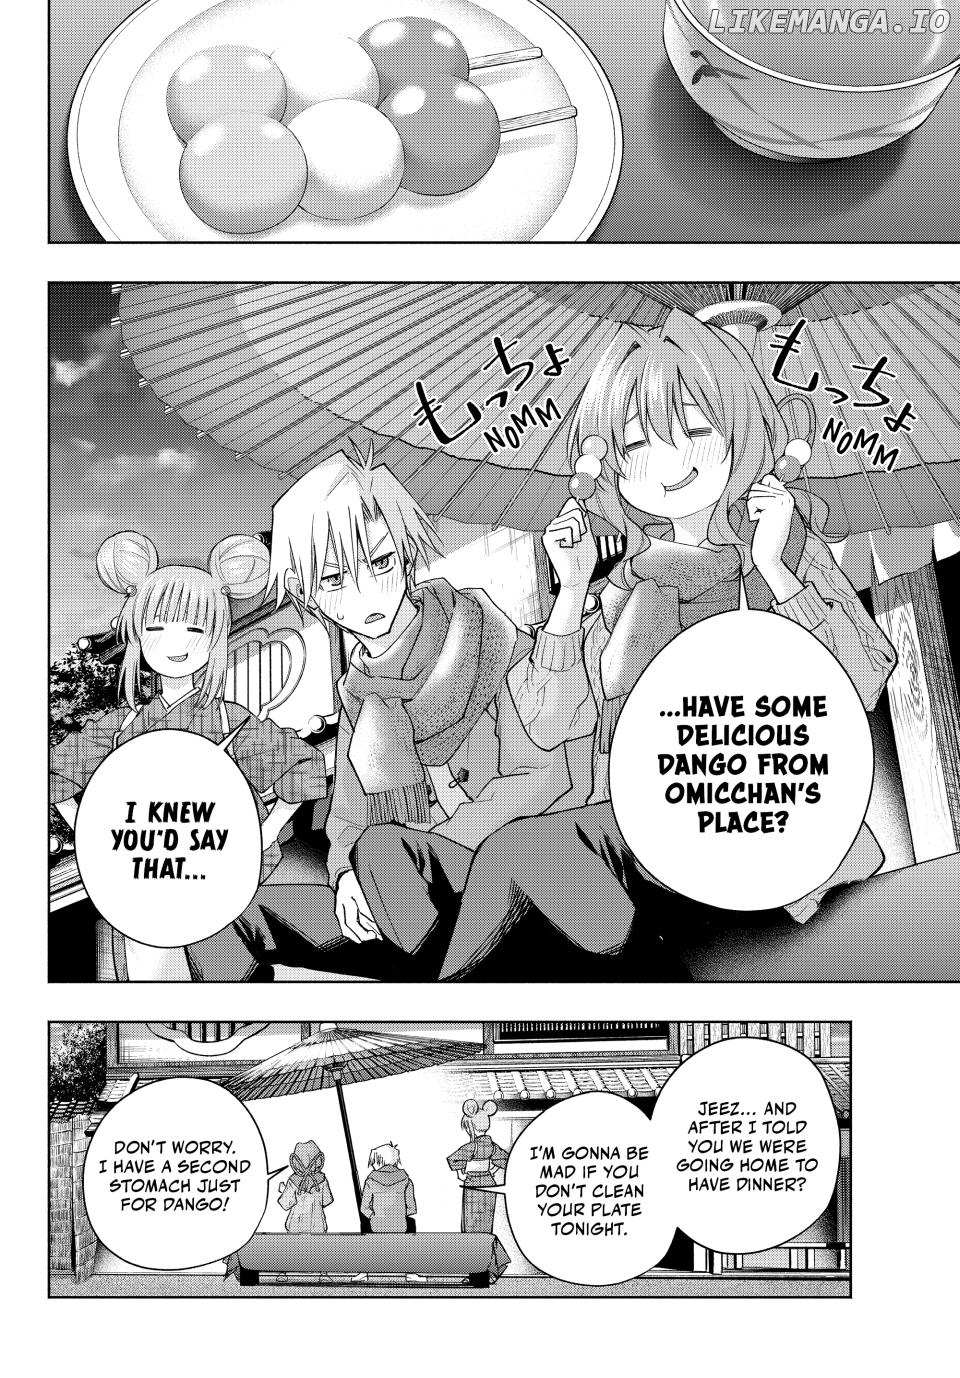 LIKEMANGA.IO
もっちょ
NOMM
もっちょ
NOMM
...HAVE SOME
DELICIOUS
DANGO FROM
OMICCHAN'S
PLACE?
I KNEW
YOU'D SAY
THAT...
JEEZ... AND
AFTER I TOLD
YOU WE WERE
GOING HOME TO
HAVE DINNER?
I'M GONNA BE
MAD IF YOU
DON'T CLEAN
YOUR PLATE
TONIGHT.
DON'T WORRY.
I HAVE A SECOND
STOMACH JUST
FOR DANGO!